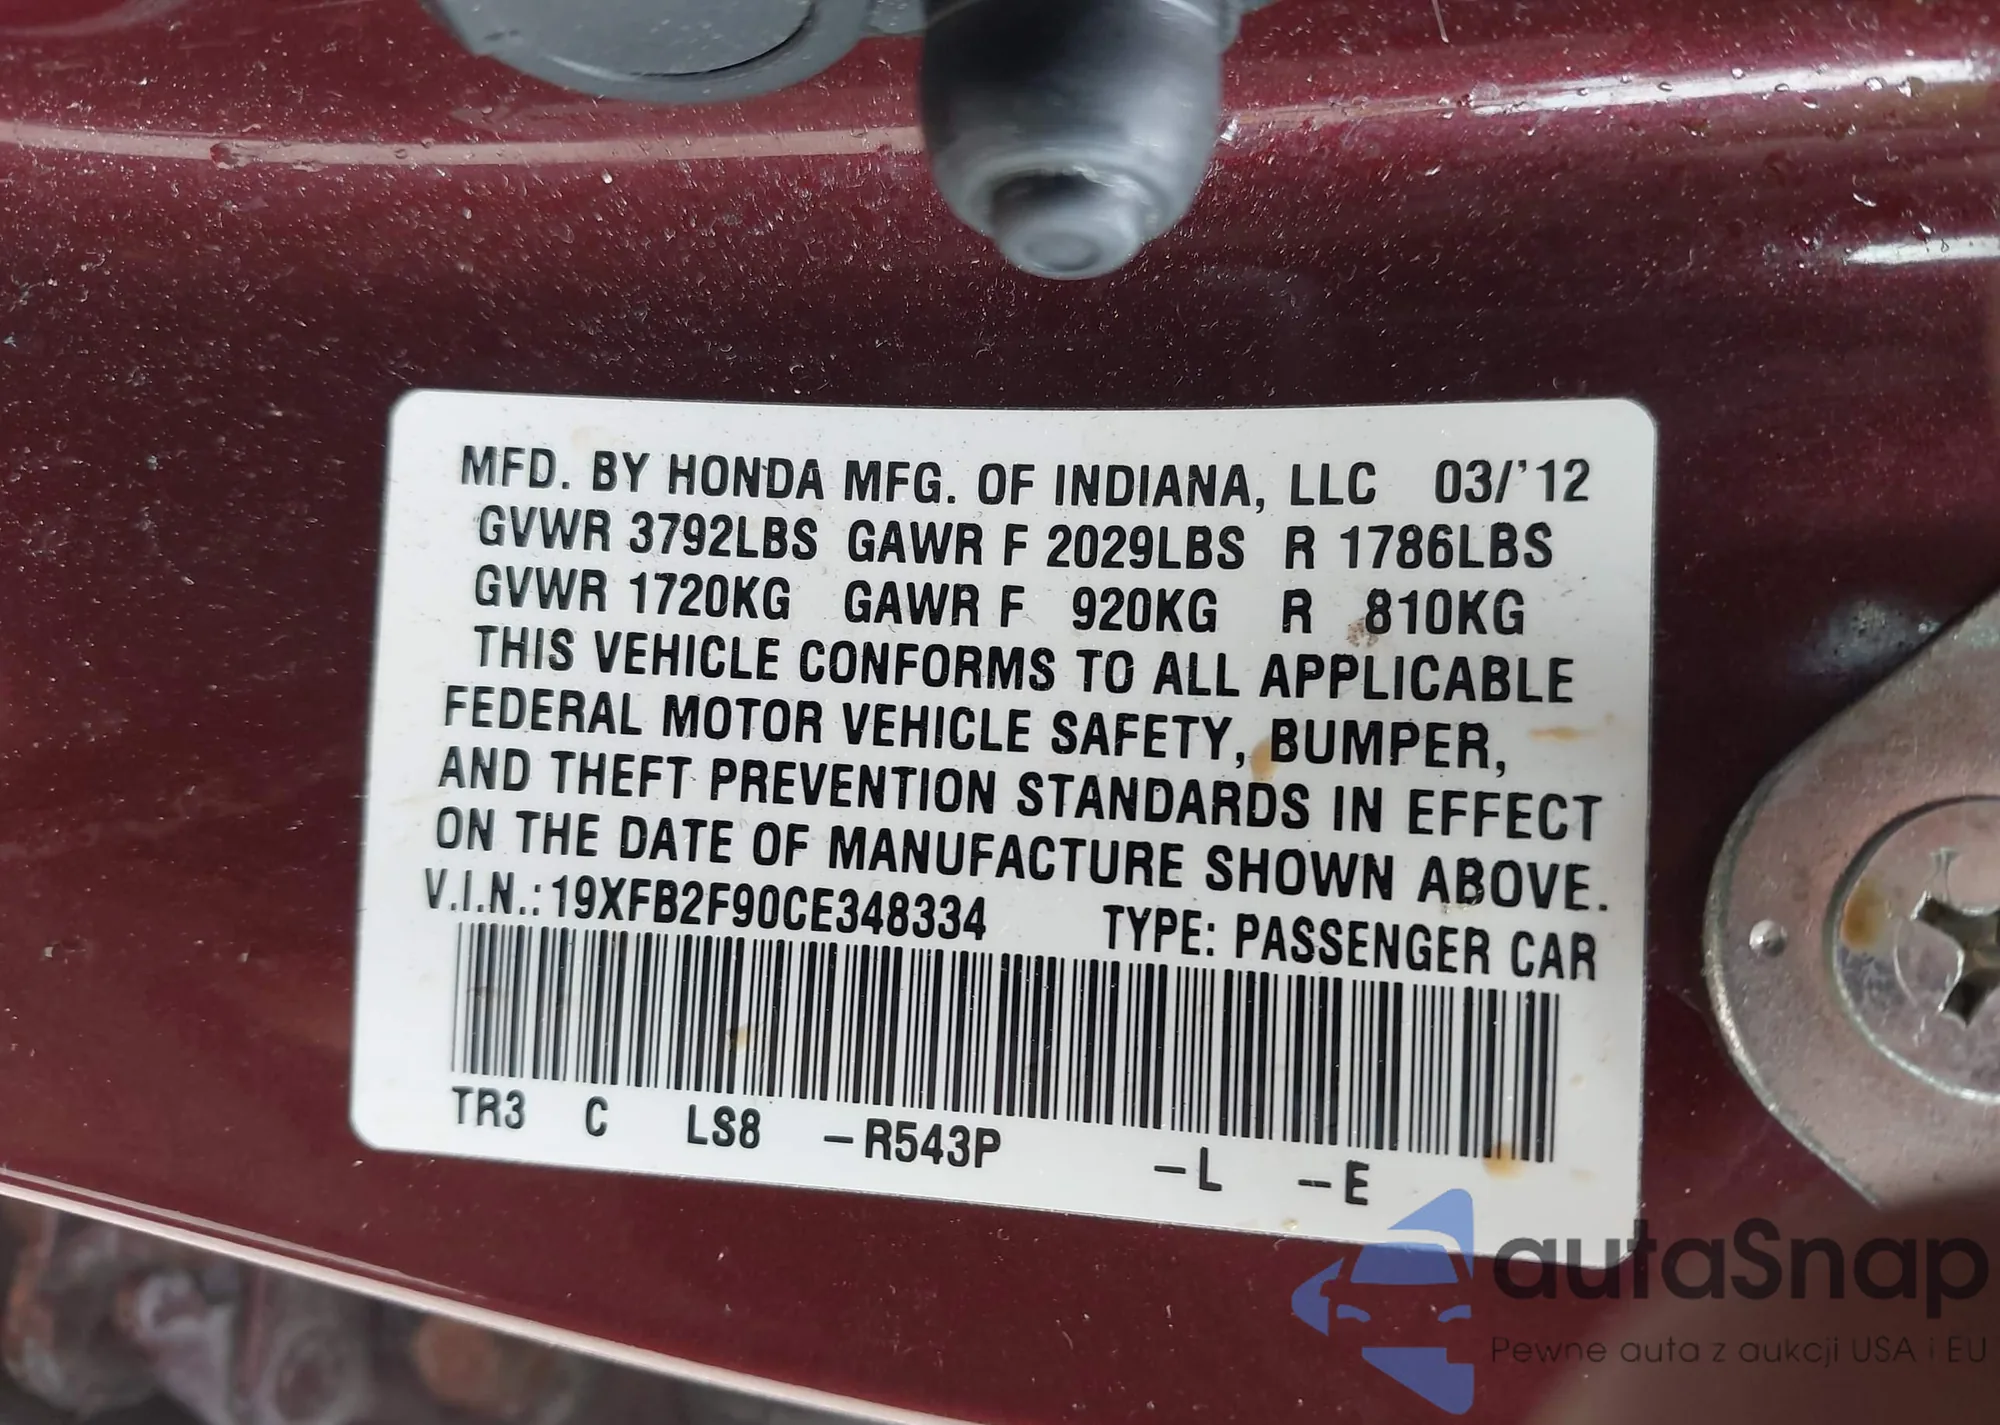 MFD. BY HONDA MFG. OF INDIANA, LLC 03/'12
GVWR 3792LBS GAWR F 2029LBS R 1786LBS
GVWR 1720KG GAWR F 920KG R 810KG
THIS VEHICLE CONFORMS TO ALL APPLICABLE
FEDERAL MOTOR VEHICLE SAFETY, BUMPER,
AND THEFT PREVENTION STANDARDS IN EFFECT
ON THE DATE OF MANUFACTURE SHOWN ABOVE.
V.I.N.: 19XFB2F90CE348334 TYPE: PASSENGER CAR
TR3 C LS8 –R543P –L –E
autaSnap
Pewne auta z aukcji USA i EU